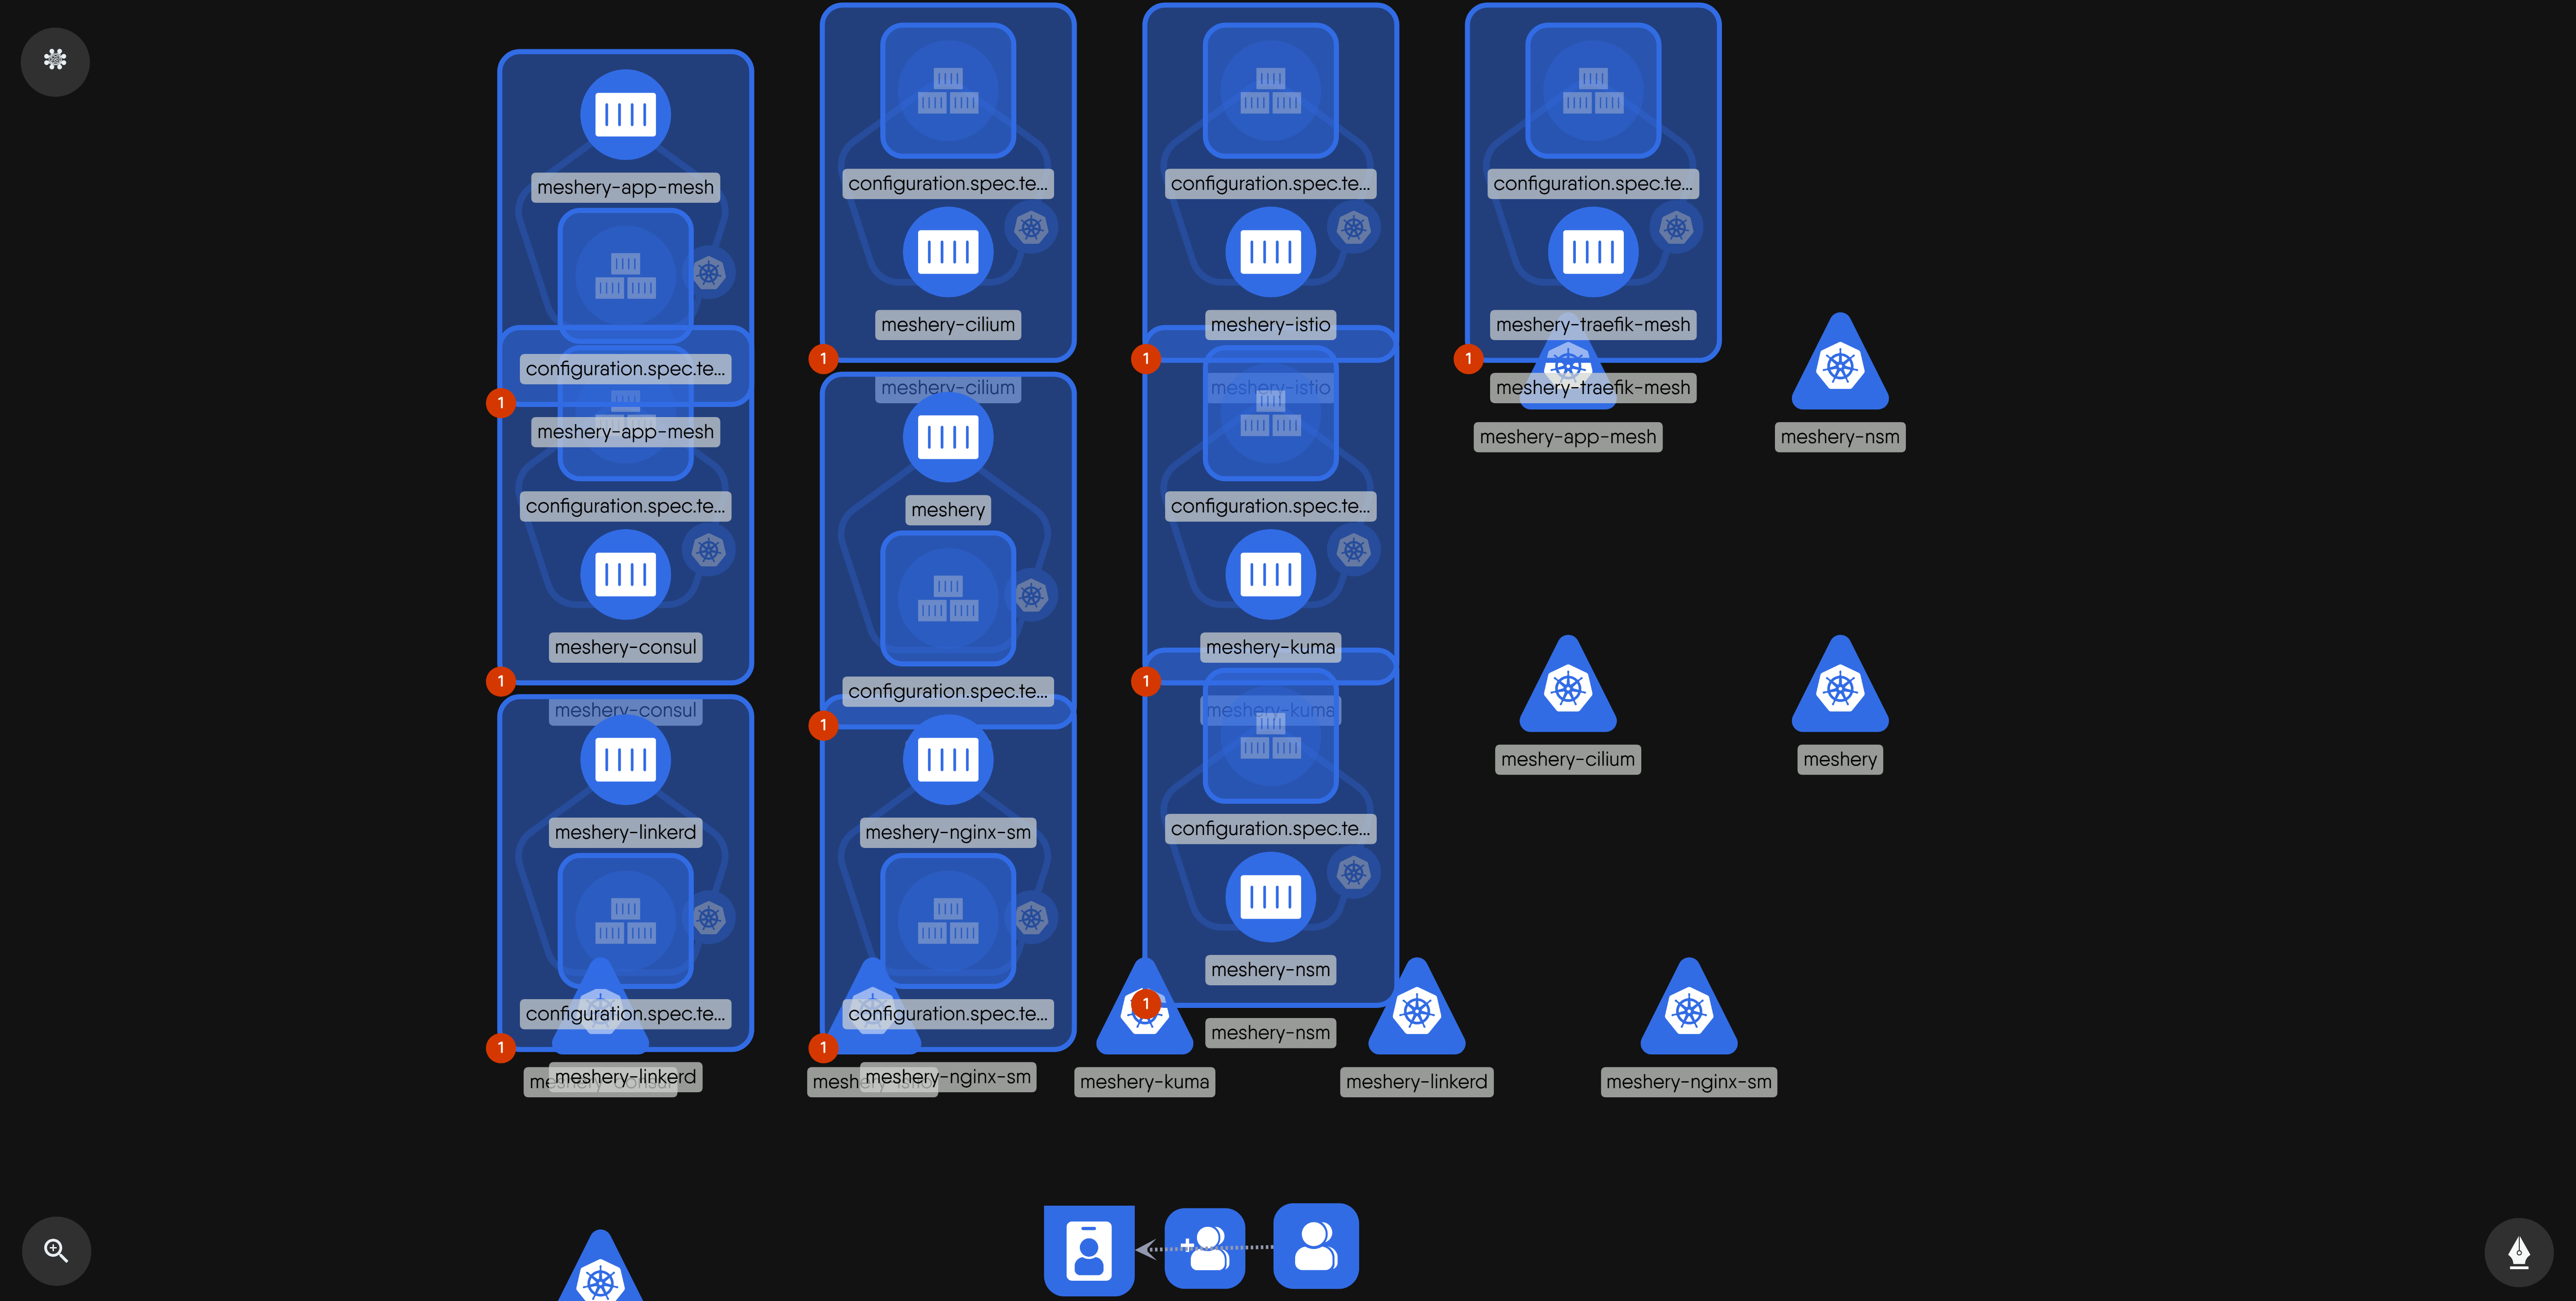 meshery-app-mesh
configuration.spec.te...
1
meshery-app-mesh
configuration.spec.te...
meshery-consul
1
meshery-consul
meshery-linkerd
configuration.spec.te...
1
meshery-consul
meshery-linkerd
configuration.spec.te...
meshery-cilium
1
meshery-cilium
meshery
configuration.spec.te...
1
meshery-nginx-sm
configuration.spec.te...
1
meshery-istio
meshery-nginx-sm
configuration.spec.te...
meshery-istio
1
meshery-istio
configuration.spec.te...
meshery-kuma
1
meshery-kuma
configuration.spec.te...
meshery-nsm
1
meshery-nsm
meshery-kuma
configuration.spec.te...
meshery-traefik-mesh
1
meshery-traefik-mesh
meshery-app-mesh
meshery-nsm
meshery-cilium
meshery
meshery-linkerd
meshery-nginx-sm